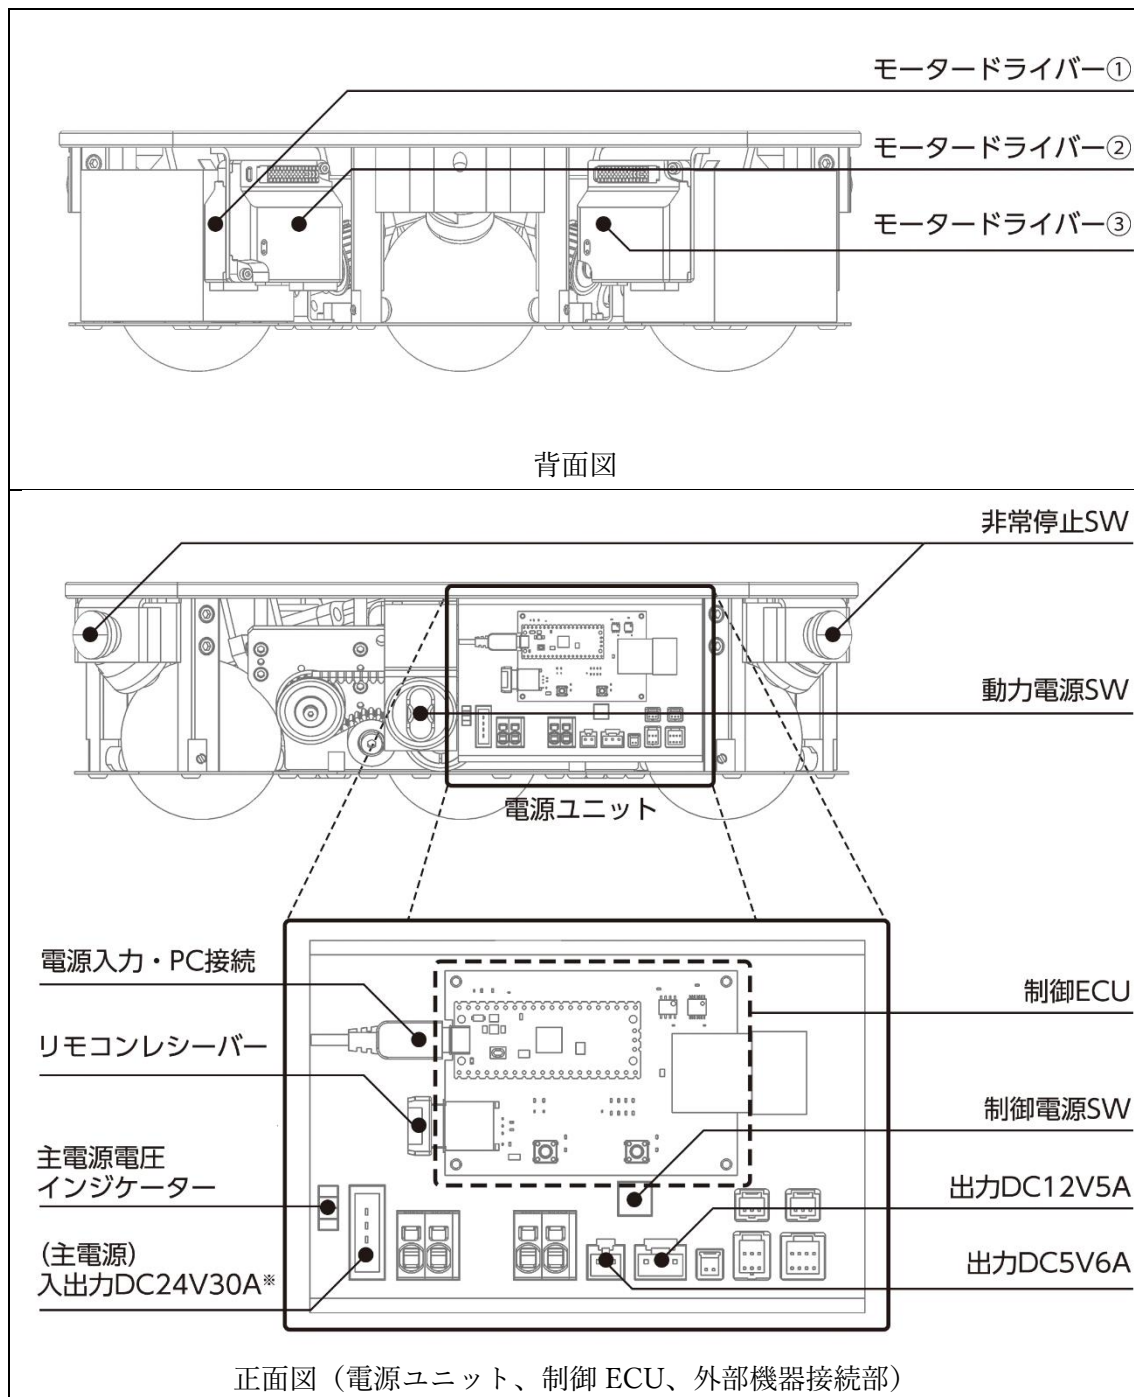 モータードライバー①
モータードライバー②
モータードライバー③
背面図
非常停止SW
動力電源SW
電源ユニット
電源入力・PC接続
制御ECU
リモコンレシーバー
制御電源SW
主電源電圧
インジケーター
出力DC12V5A
(主電源)
入出力DC24V30A※
出力DC5V6A
正面図（電源ユニット、制御 ECU、外部機器接続部）